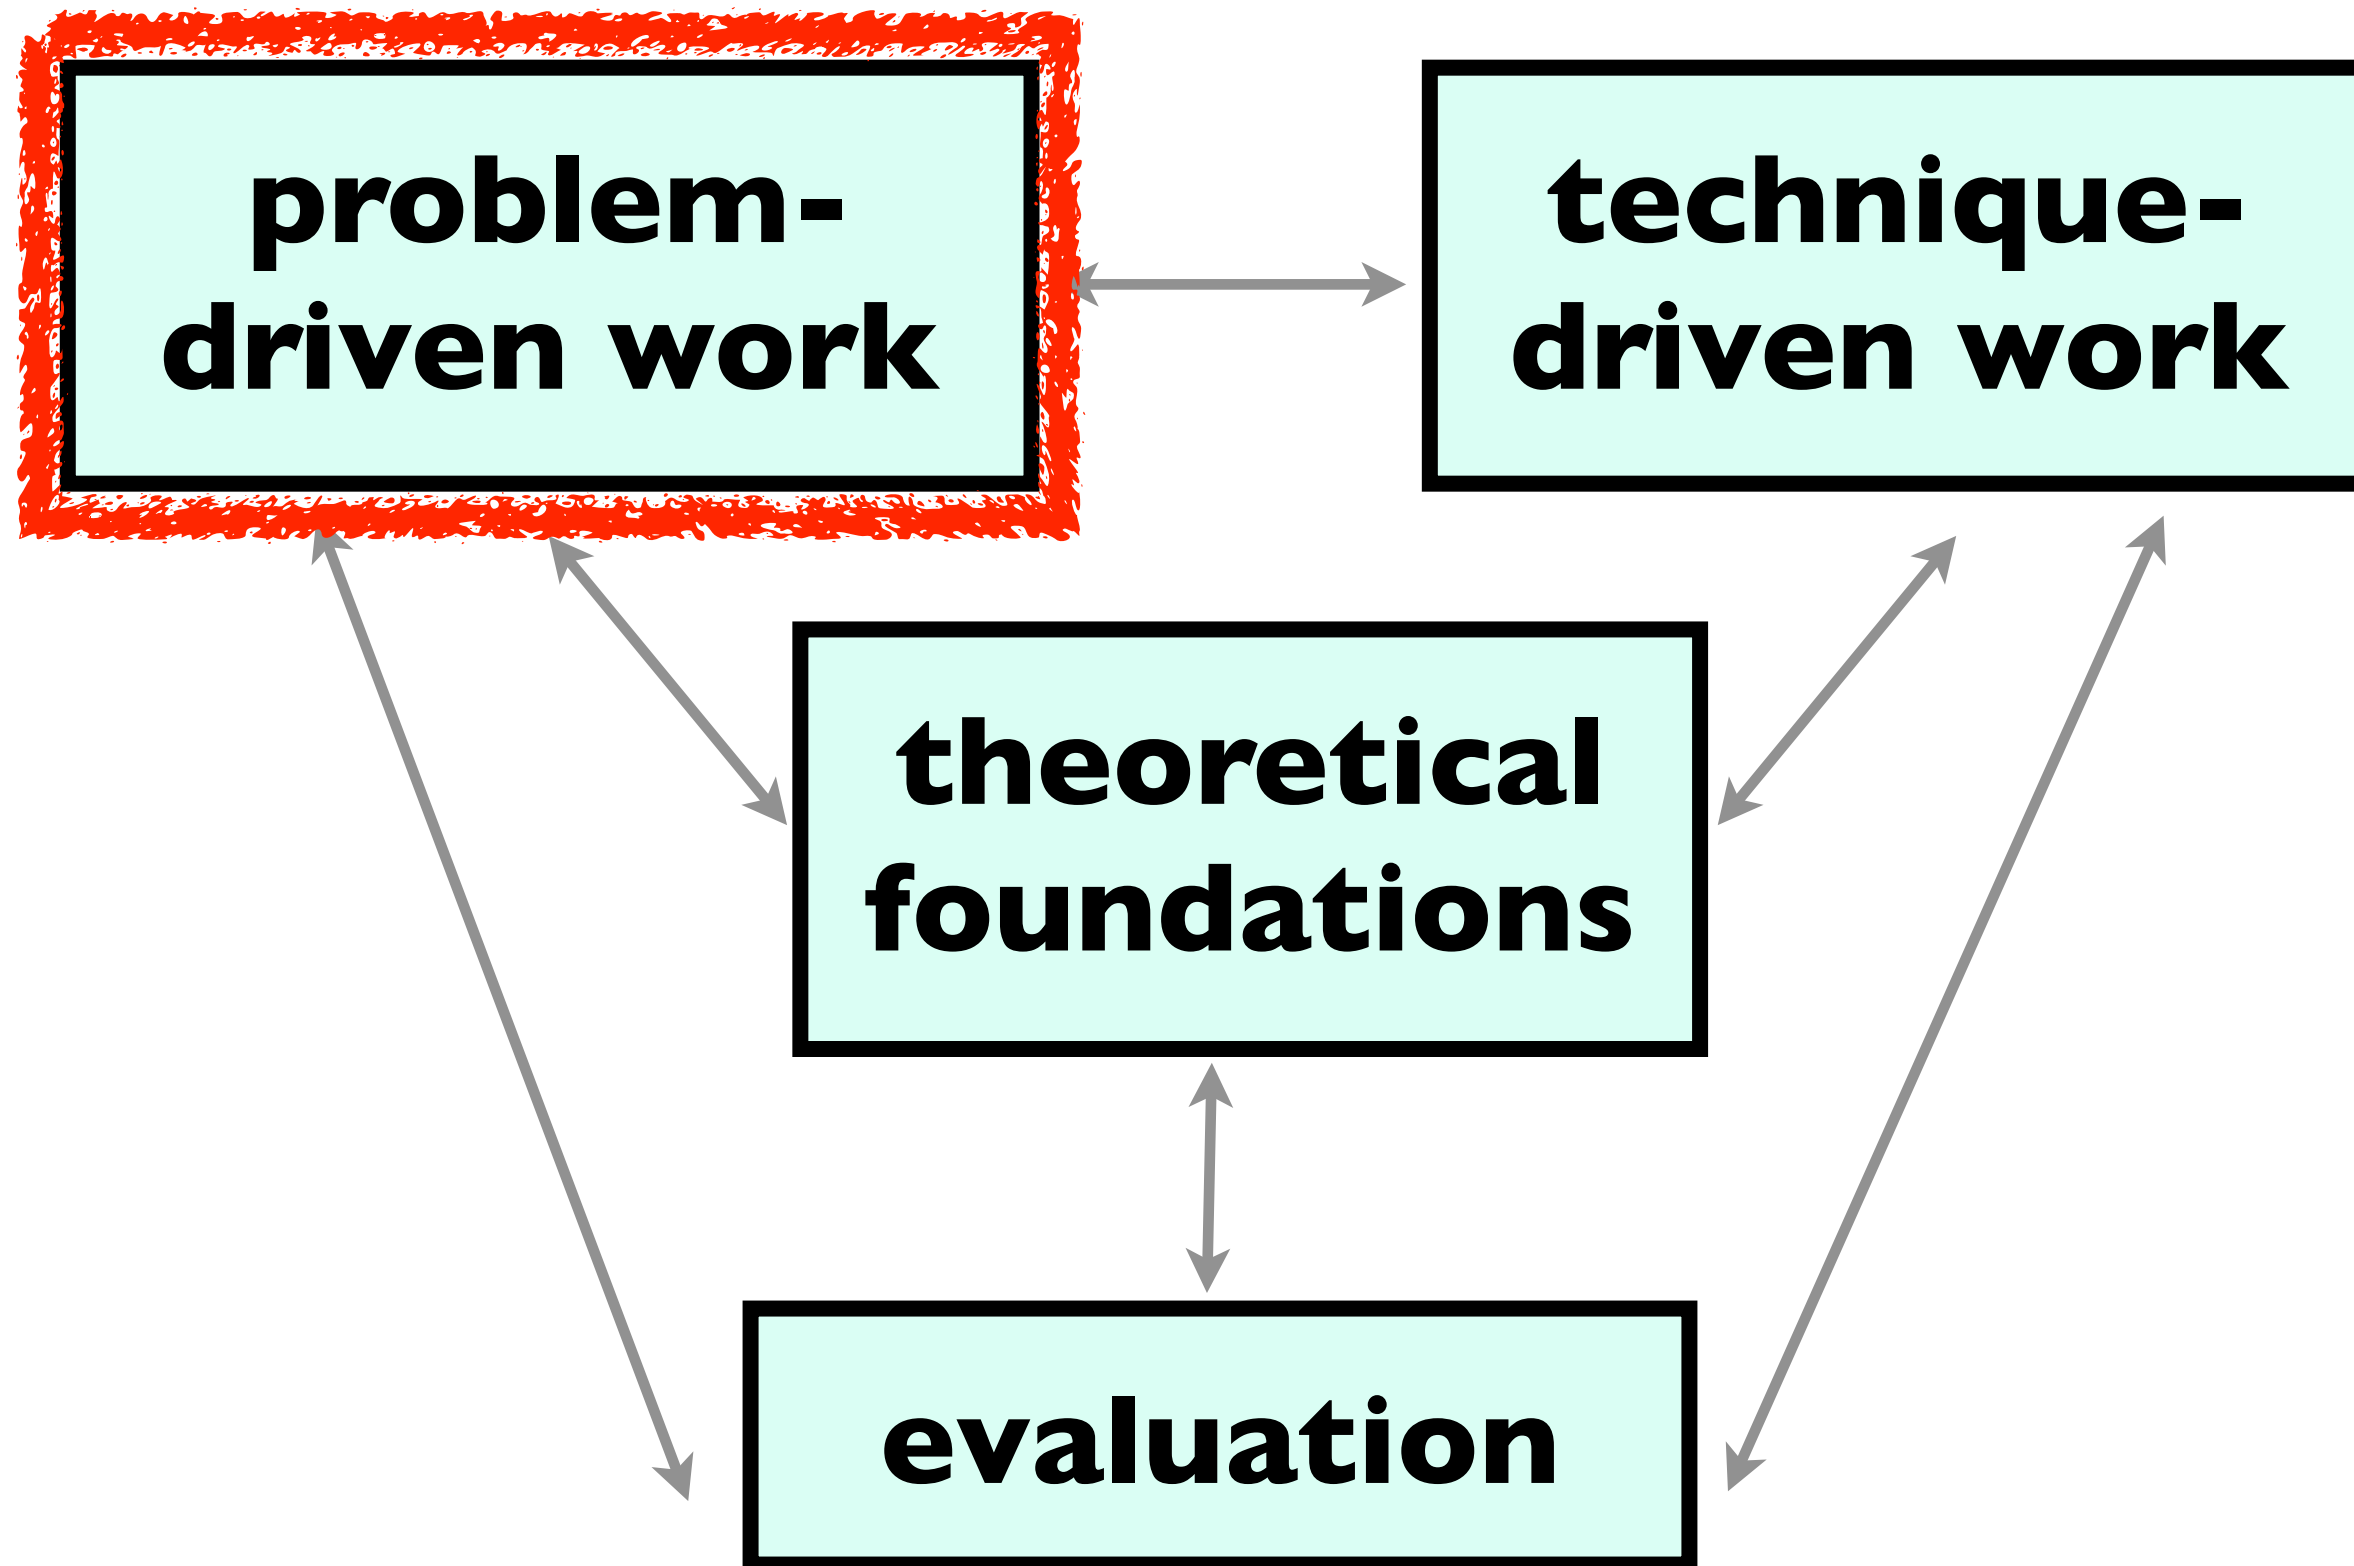 problem-
driven work
technique-
driven work
theoretical
foundations
evaluation